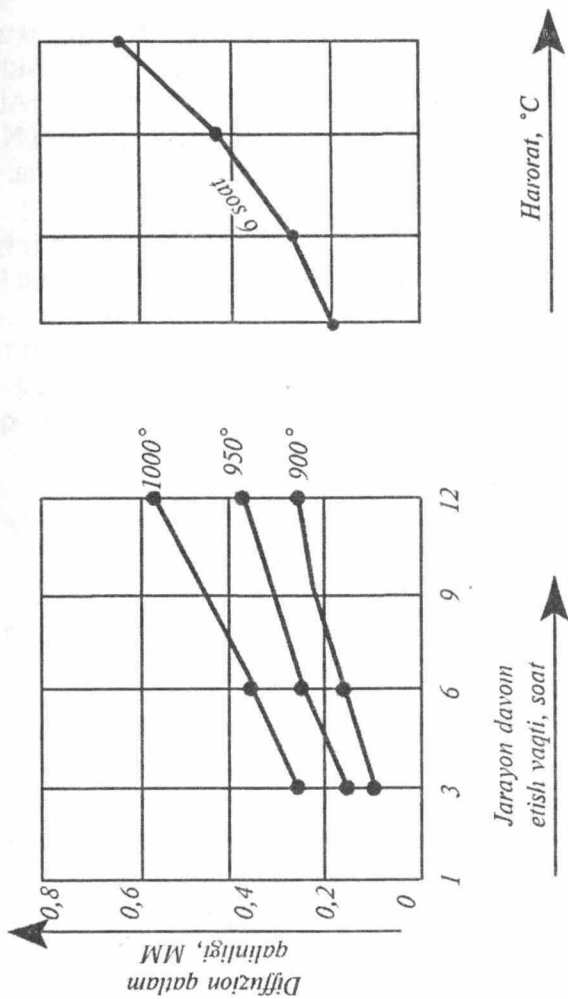 Diffuzion qatlam
qalinligi, MM
0,8
0,6
0,4
0,2
0
1
3
6
9
12
1000°
950°
900°
Jarayon davom
etish vaqti, soat
6 soat
Harorat, °C